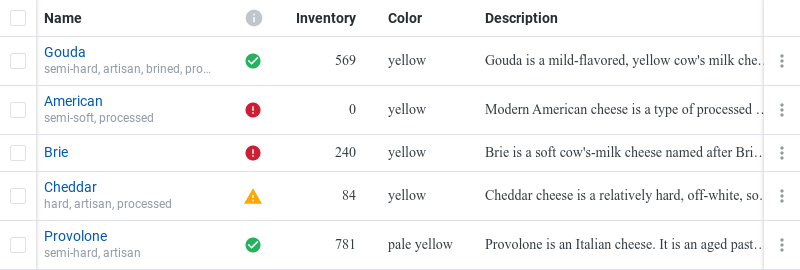 Name Inventory Color Description
Gouda 569 yellow Gouda is a mild-flavored, yellow cow's milk che…
semi-hard, artisan, brined, pro…
American 0 yellow Modern American cheese is a type of processed …
semi-soft, processed
Brie 240 yellow Brie is a soft cow's-milk cheese named after Bri…
Cheddar 84 yellow Cheddar cheese is a relatively hard, off-white, so…
hard, artisan, processed
Provolone 781 pale yellow Provolone is an Italian cheese. It is an aged past…
semi-hard, artisan